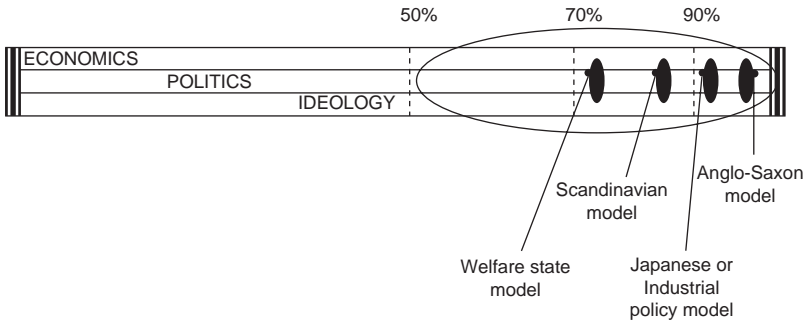 50% 70% 90%
ECONOMICS
POLITICS
IDEOLOGY
Anglo-Saxon
model
Scandinavian
model
Welfare state
model
Japanese or
Industrial
policy model